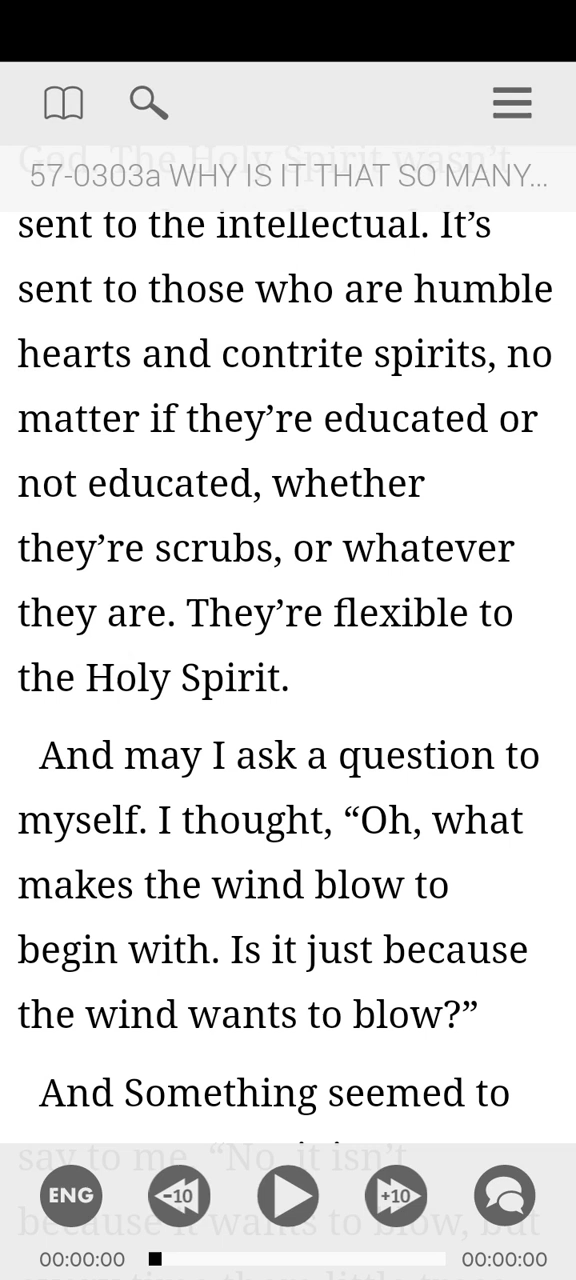 God. The Holy Spirit wasn't
57-0303a WHY IS IT THAT SO MANY...
sent to the intellectual. It’s
sent to those who are humble
hearts and contrite spirits, no
matter if they’re educated or
not educated, whether
they’re scrubs, or whatever
they are. They’re flexible to
the Holy Spirit.
And may I ask a question to
myself. I thought, “Oh, what
makes the wind blow to
begin with. Is it just because
the wind wants to blow?”
And Something seemed to
say to me, “No, it isn’t
ENG -10 +10
because it wants to blow, but
00:00:00 00:00:00